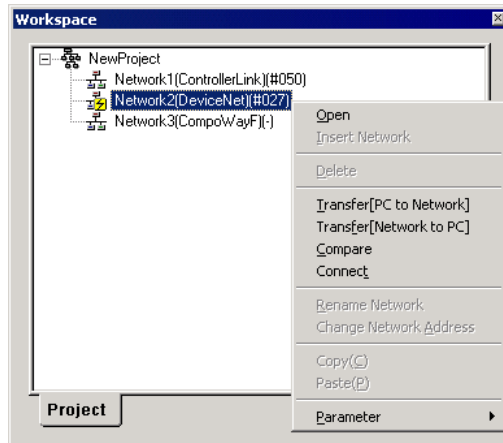 Workspace
NewProject
Network1(ControllerLink)(#050)
Network2(DeviceNet)(#027)
Network3(CompoWayF)(-)
Open
Insert Network
Delete
Transfer[PC to Network]
Transfer[Network to PC]
Compare
Connect
Rename Network
Change Network Address
Copy(C)
Paste(P)
Parameter
Project